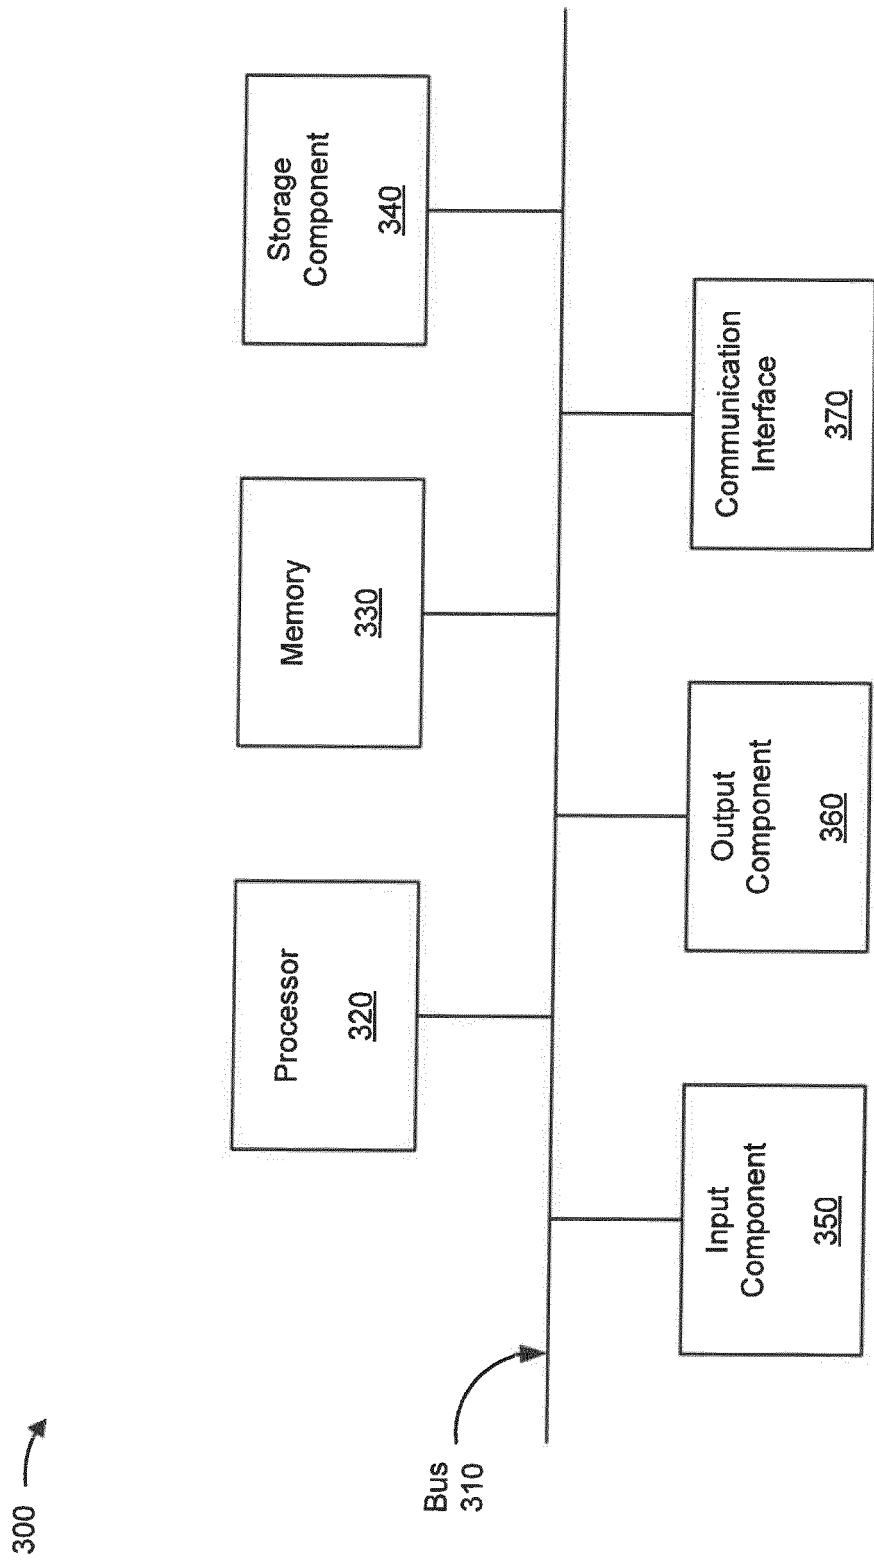 300
Processor
320
Memory
330
Storage
Component
340
Bus
310
Input
Component
350
Output
Component
360
Communication
Interface
370